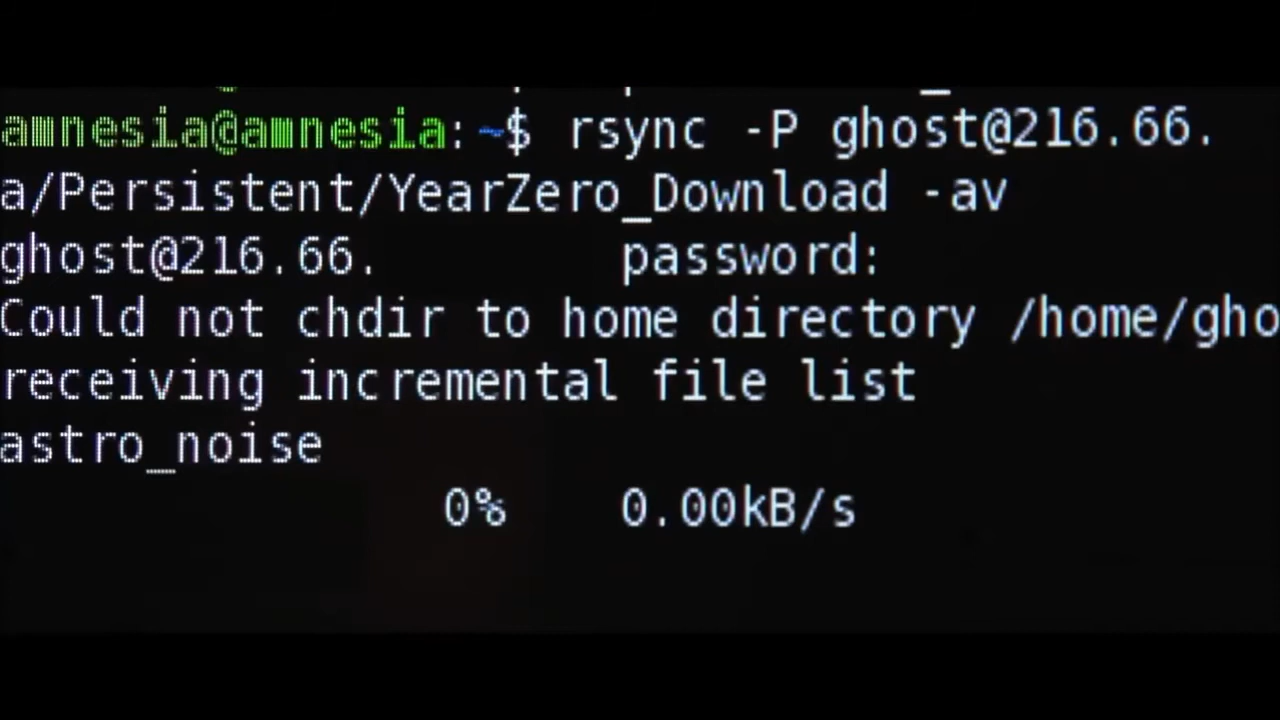 amnesia@amnesia:~$ rsync -P ghost@216.66.
a/Persistent/YearZero_Download -av
ghost@216.66. password:
Could not chdir to home directory /home/gho
receiving incremental file list
astro_noise
0% 0.00kB/s